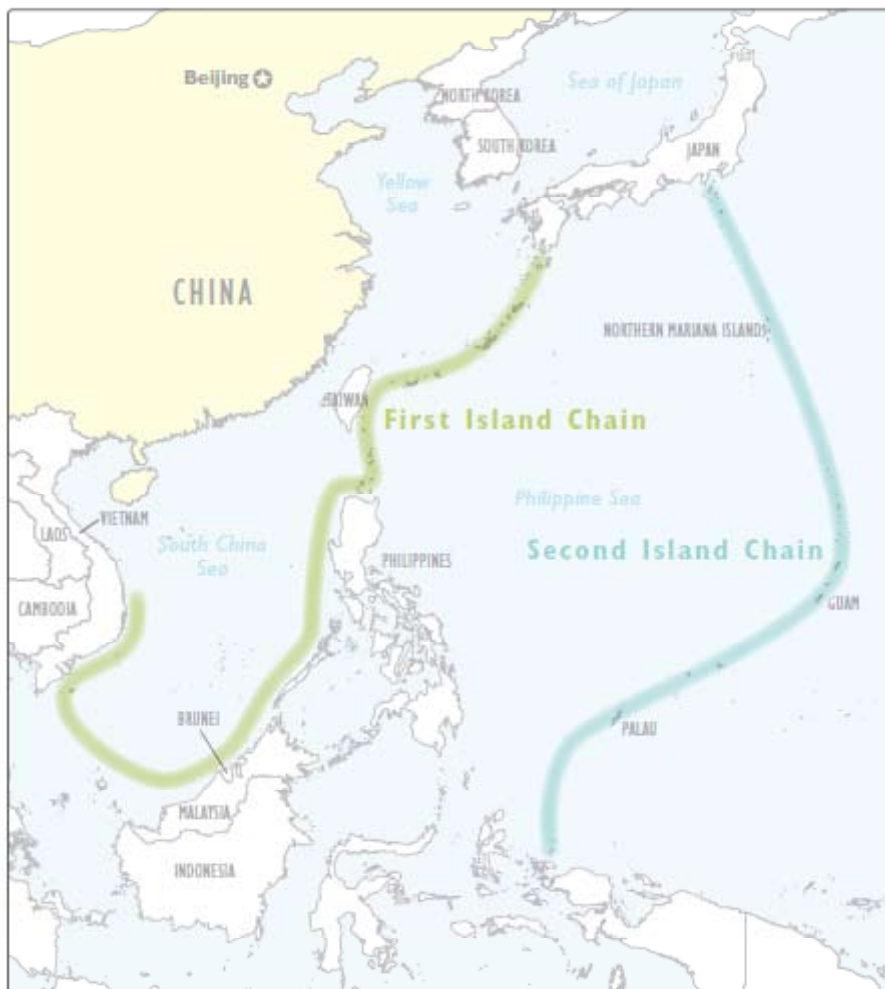 Beijing
NORTH KOREA
Sea of Japan
SOUTH KOREA
JAPAN
Yellow
Sea
CHINA
NORTHERN MARIANA ISLANDS
TAIWAN
First Island Chain
Philippine Sea
VIETNAM
LAOS
South China
Sea
Second Island Chain
PHILIPPINES
CAMBODIA
GUAM
BRUNEI
PALAU
MALAYSIA
INDONESIA